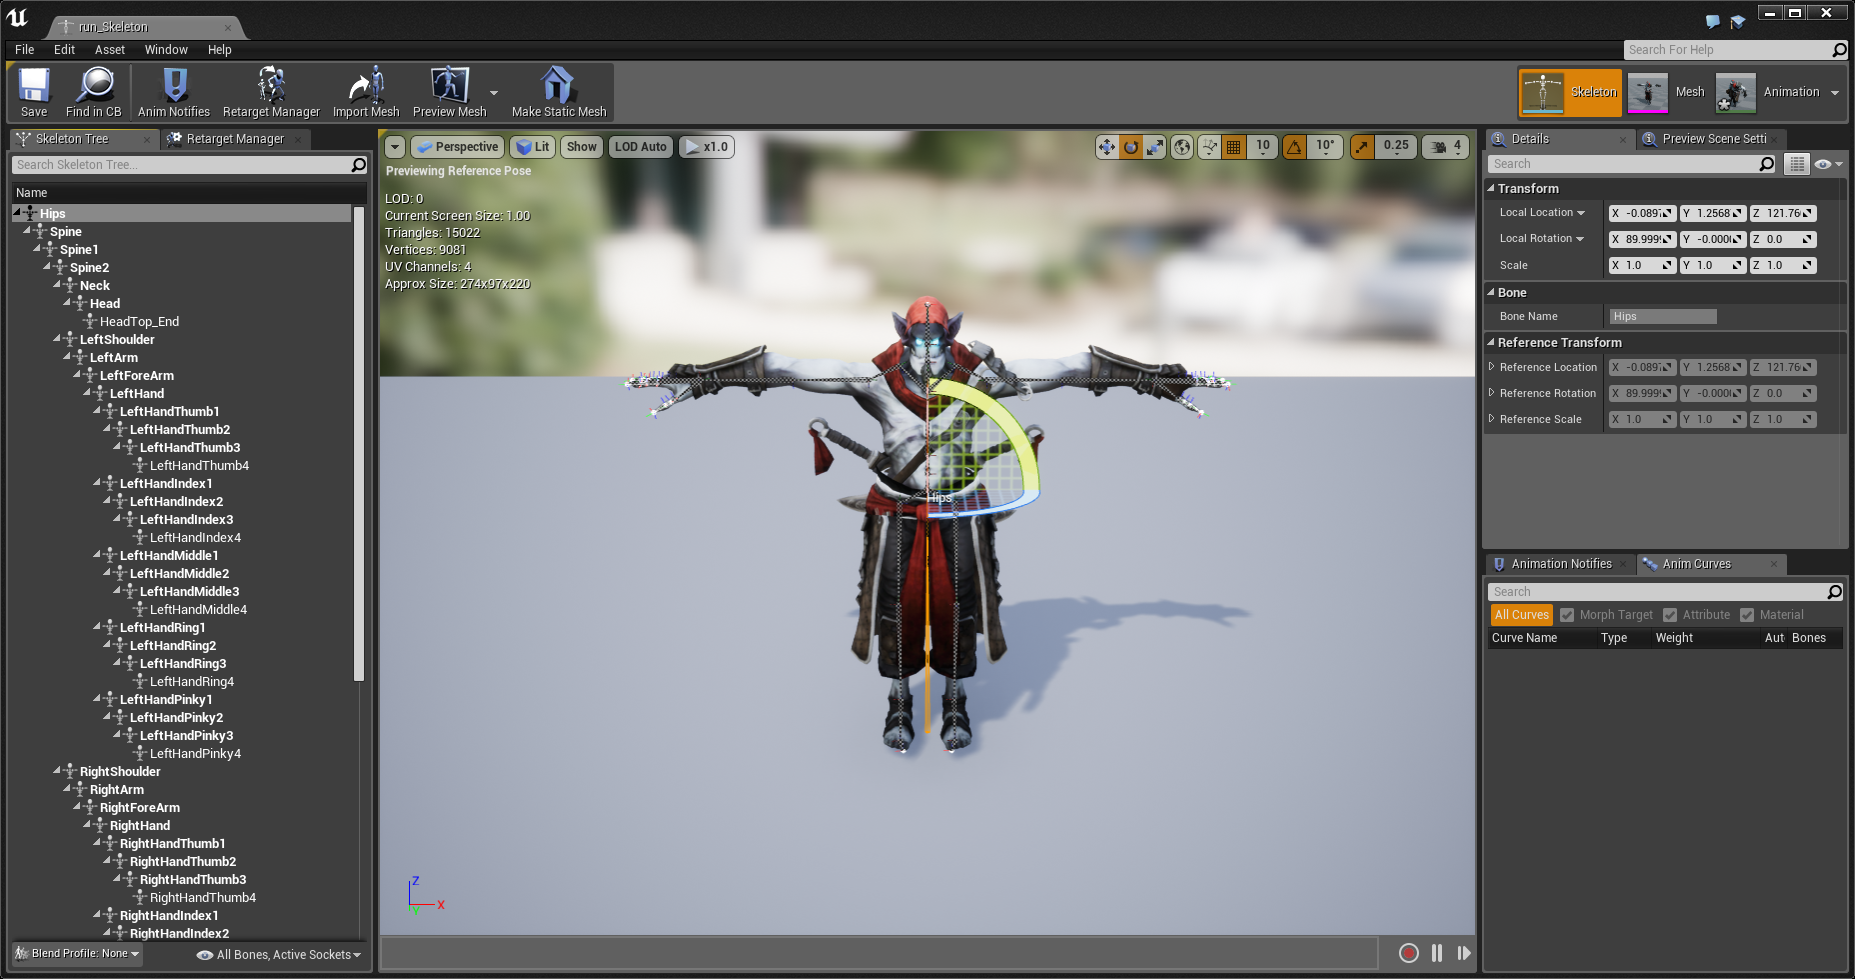 run_Skeleton
File Edit Asset Window Help
Search For Help
Save Find in CB Anim Notifies Retarget Manager Import Mesh Preview Mesh Make Static Mesh
Skeleton Mesh Animation
Skeleton Tree Retarget Manager
Search Skeleton Tree...
Name
Hips
Spine
Spine1
Spine2
Neck
Head
HeadTop_End
LeftShoulder
LeftArm
LeftForeArm
LeftHand
LeftHandThumb1
LeftHandThumb2
LeftHandThumb3
LeftHandThumb4
LeftHandIndex1
LeftHandIndex2
LeftHandIndex3
LeftHandIndex4
LeftHandMiddle1
LeftHandMiddle2
LeftHandMiddle3
LeftHandMiddle4
LeftHandRing1
LeftHandRing2
LeftHandRing3
LeftHandRing4
LeftHandPinky1
LeftHandPinky2
LeftHandPinky3
LeftHandPinky4
RightShoulder
RightArm
RightForeArm
RightHand
RightHandThumb1
RightHandThumb2
RightHandThumb3
RightHandThumb4
RightHandIndex1
RightHandIndex2
Blend Profile: None All Bones, Active Sockets
Perspective Lit Show LOD Auto x1.0 10 10° 0.25 4
Previewing Reference Pose
LOD: 0
Current Screen Size: 1.00
Triangles: 15022
Vertices: 9081
UV Channels: 4
Approx Size: 274x97x220
Hips
Z
X
Y
Details Preview Scene Setti
Search
Transform
Local Location X -0.897 Y 1.2568 Z 121.76
Local Rotation X 89.999 Y -0.000 Z 0.0
Scale X 1.0 Y 1.0 Z 1.0
Bone
Bone Name Hips
Reference Transform
Reference Location X -0.897 Y 1.2568 Z 121.76
Reference Rotation X 89.999 Y -0.000 Z 0.0
Reference Scale X 1.0 Y 1.0 Z 1.0
Animation Notifies Anim Curves
Search
All Curves Morph Target Attribute Material
Curve Name Type Weight Aut Bones